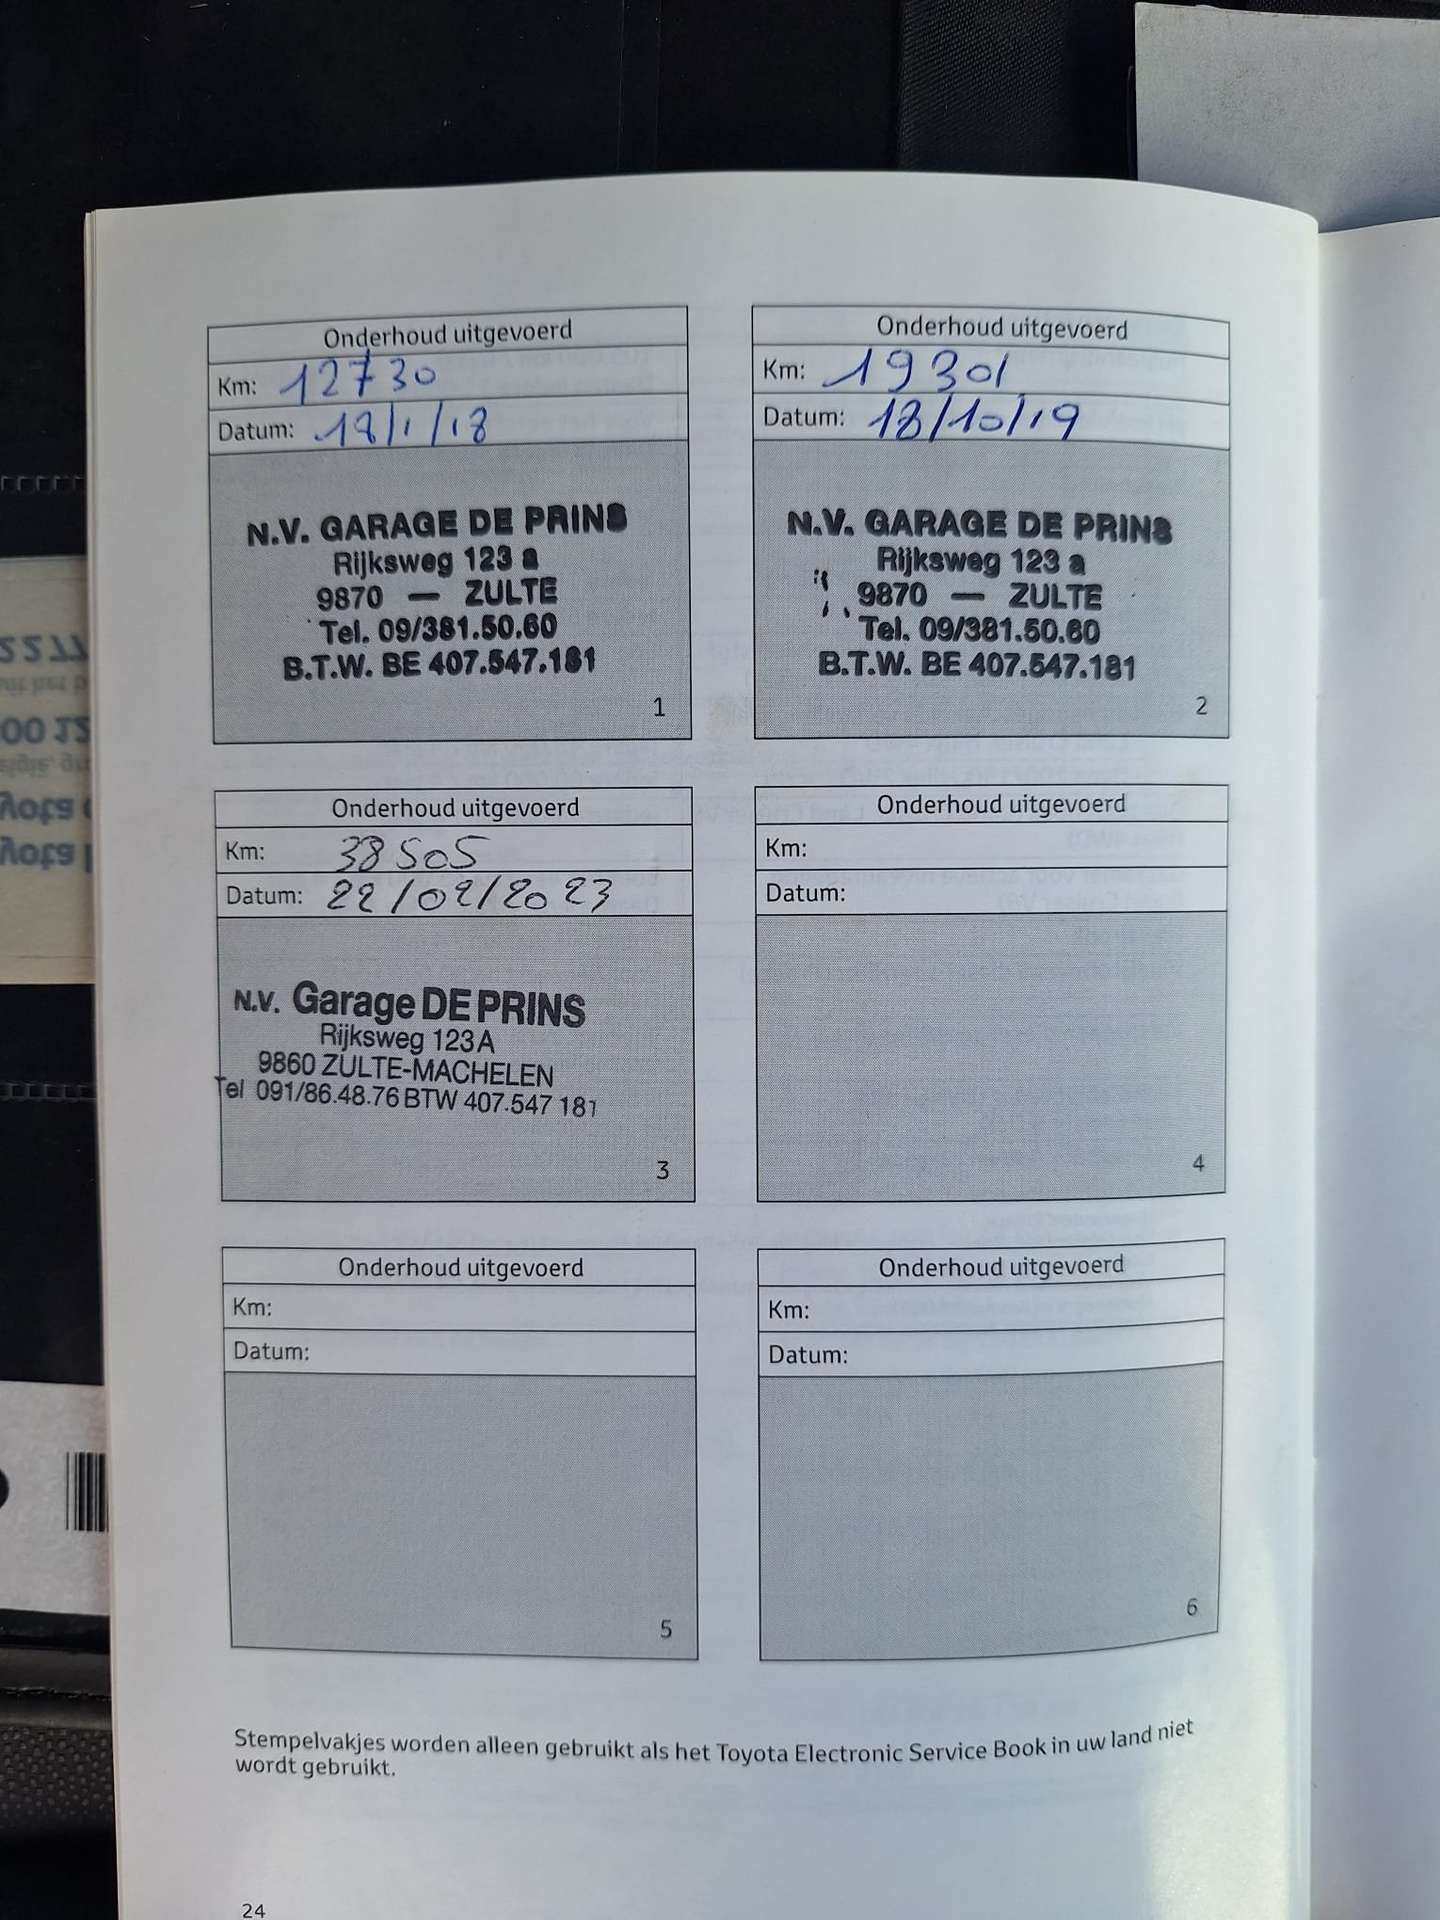 Onderhoud uitgevoerd
Km: 12730
Datum: 18/1/18
N.V. GARAGE DE PRINS
Rijksweg 123 a
9870 — ZULTE
Tel. 09/381.50.60
B.T.W. BE 407.547.181
1
Onderhoud uitgevoerd
Km: 19301
Datum: 18/10/19
N.V. GARAGE DE PRINS
Rijksweg 123 a
9870 — ZULTE
Tel. 09/381.50.60
B.T.W. BE 407.547.181
2
Onderhoud uitgevoerd
Km: 38505
Datum: 22/02/2023
N.V. Garage DE PRINS
Rijksweg 123 A
9860 ZULTE-MACHELEN
Tel 091/86.48.76 BTW 407.547 181
3
Onderhoud uitgevoerd
Km:
Datum:
4
Onderhoud uitgevoerd
Km:
Datum:
5
Onderhoud uitgevoerd
Km:
Datum:
6
Stempelvakjes worden alleen gebruikt als het Toyota Electronic Service Book in uw land niet
wordt gebruikt.
24